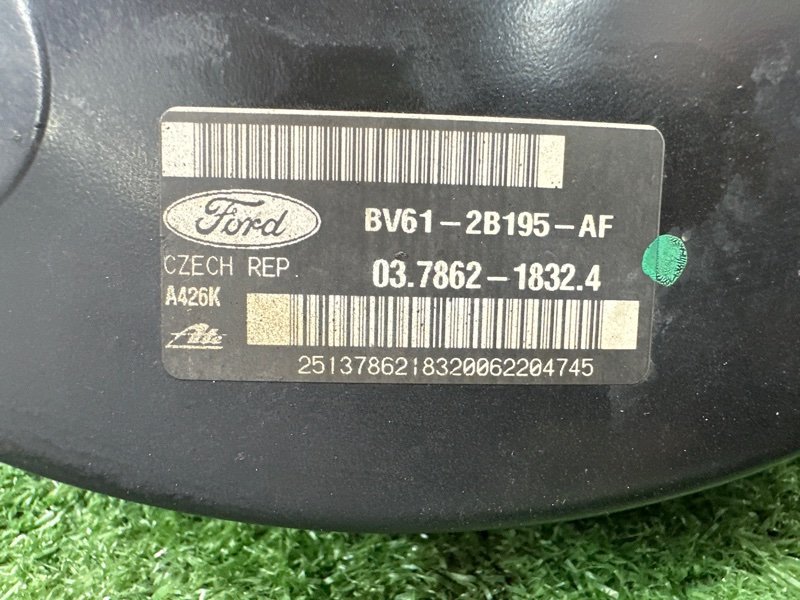 Ford
BV61-2B195-AF
CZECH REP.
03.7862-1832.4
A426K
Ate
2513786218320062204745